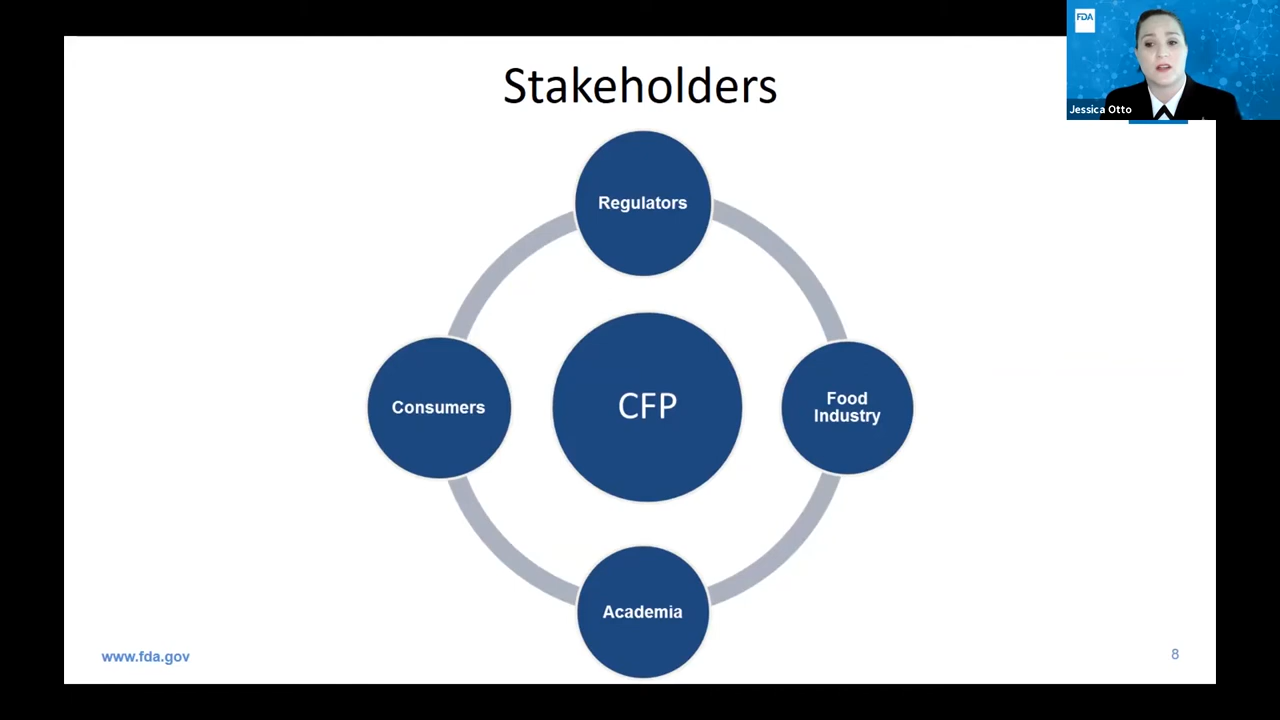 FDA
Jessica Otto
Stakeholders
Regulators
Consumers
CFP
Food
Industry
Academia
www.fda.gov
8